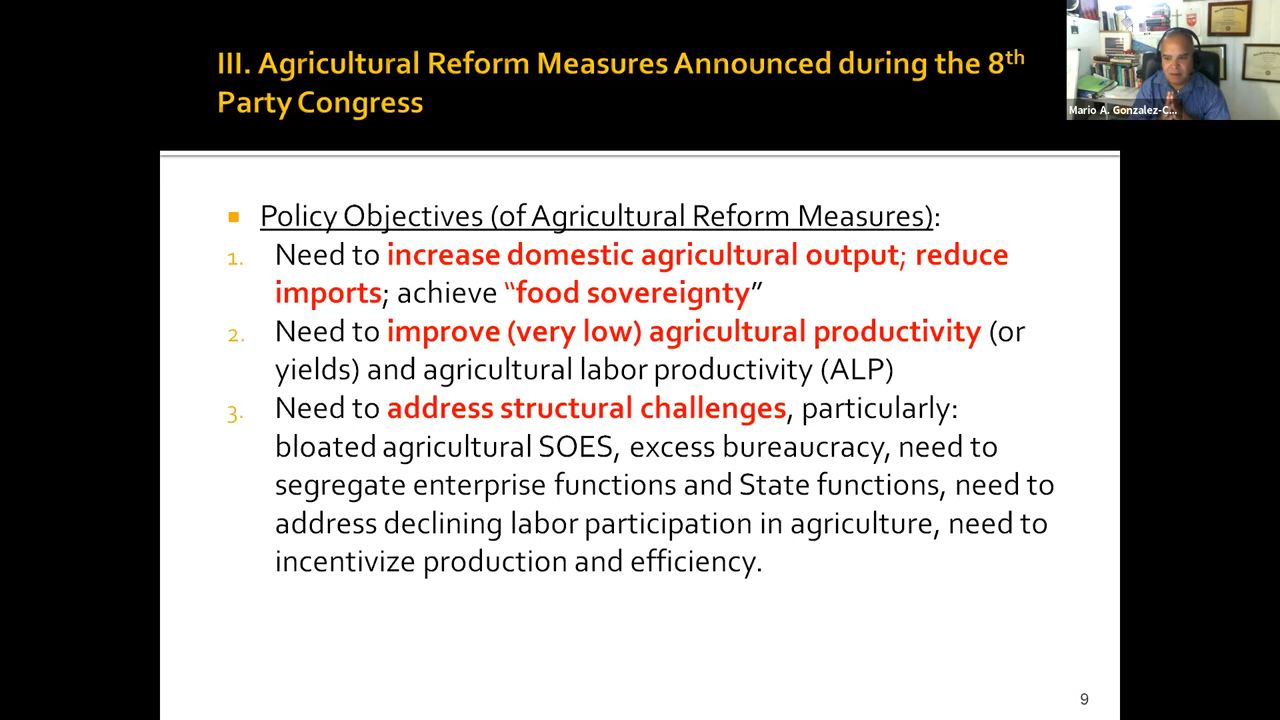 III. Agricultural Reform Measures Announced during the 8th
Party Congress
Mario A. Gonzalez-C...
■ Policy Objectives (of Agricultural Reform Measures):
1. Need to increase domestic agricultural output; reduce
imports; achieve “food sovereignty”
2. Need to improve (very low) agricultural productivity (or
yields) and agricultural labor productivity (ALP)
3. Need to address structural challenges, particularly:
bloated agricultural SOES, excess bureaucracy, need to
segregate enterprise functions and State functions, need to
address declining labor participation in agriculture, need to
incentivize production and efficiency.
9